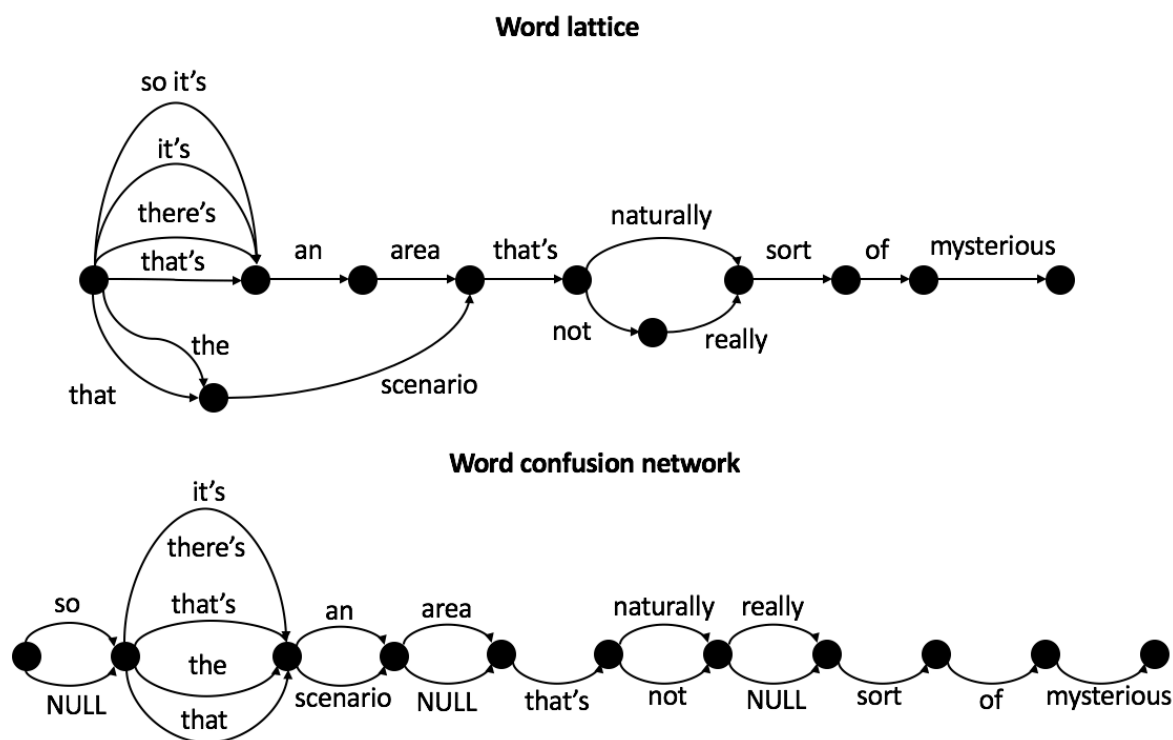 Word lattice
so it's
it's
there's
that's
an
area
that's
naturally
sort
of
mysterious
the
not
really
that
scenario
Word confusion network
it's
there's
so
that's
an
area
naturally
really
the
NULL
scenario
NULL
that's
not
NULL
sort
of
mysterious
that